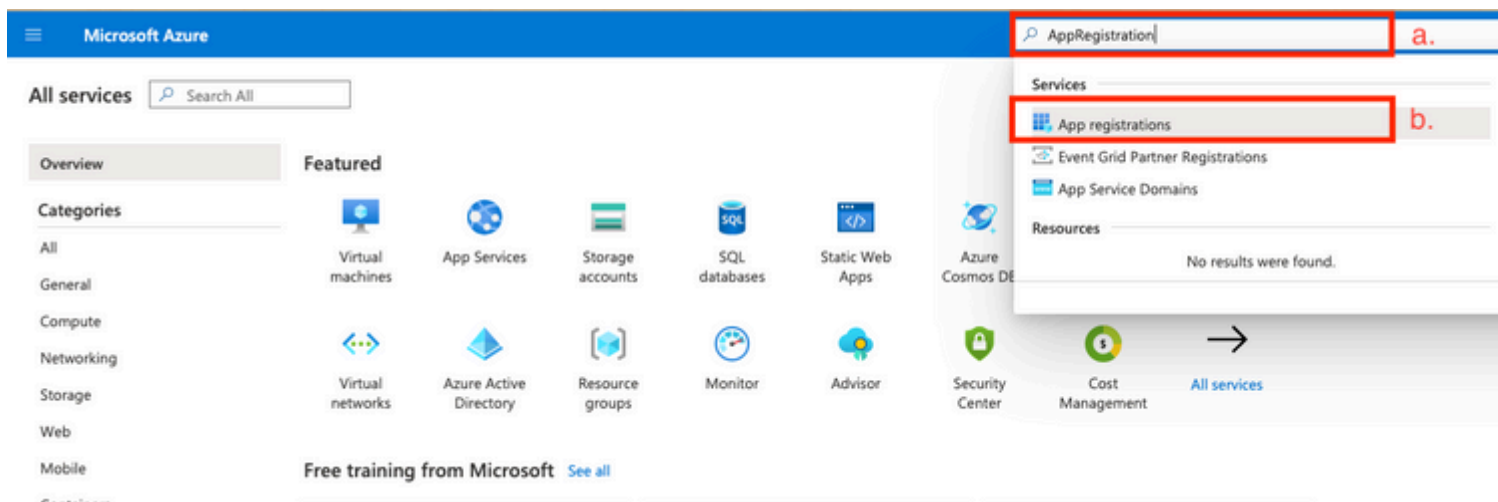 Microsoft Azure
AppRegistration
a.
All services
Search All
Services
App registrations
b.
Event Grid Partner Registrations
App Service Domains
Resources
No results were found.
Overview
Categories
All
General
Compute
Networking
Storage
Web
Mobile
Featured
Virtual
machines
App Services
Storage
accounts
SQL
SQL
databases
Static Web
Apps
Azure
Cosmos DB
Virtual
networks
Azure Active
Directory
Resource
groups
Monitor
Advisor
Security
Center
$
Cost
Management
All services
Free training from Microsoft See all